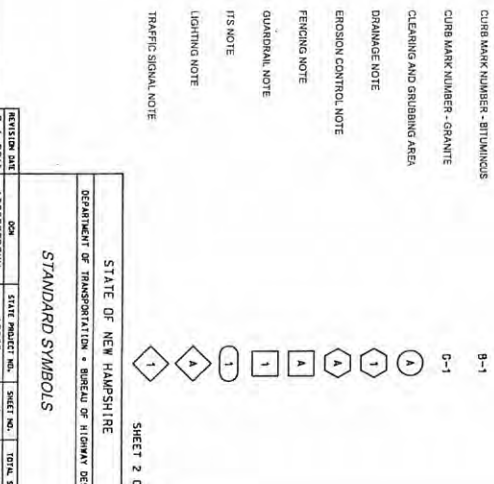 CURB MARK NUMBER - BITUMINOUS B-1
CURB MARK NUMBER - GRANITE G-1
CLEARING AND GRUBBING AREA A
DRAINAGE NOTE 1
EROSION CONTROL NOTE A
FENCING NOTE A
GUARDRAIL NOTE 1
ITS NOTE 1
LIGHTING NOTE A
TRAFFIC SIGNAL NOTE 1
SHEET 2
STATE OF NEW HAMPSHIRE
DEPARTMENT OF TRANSPORTATION • BUREAU OF HIGHWAY DES
STANDARD SYMBOLS
REVISION DATE DGN STATE PROJECT NO. SHEET NO. TOTAL S